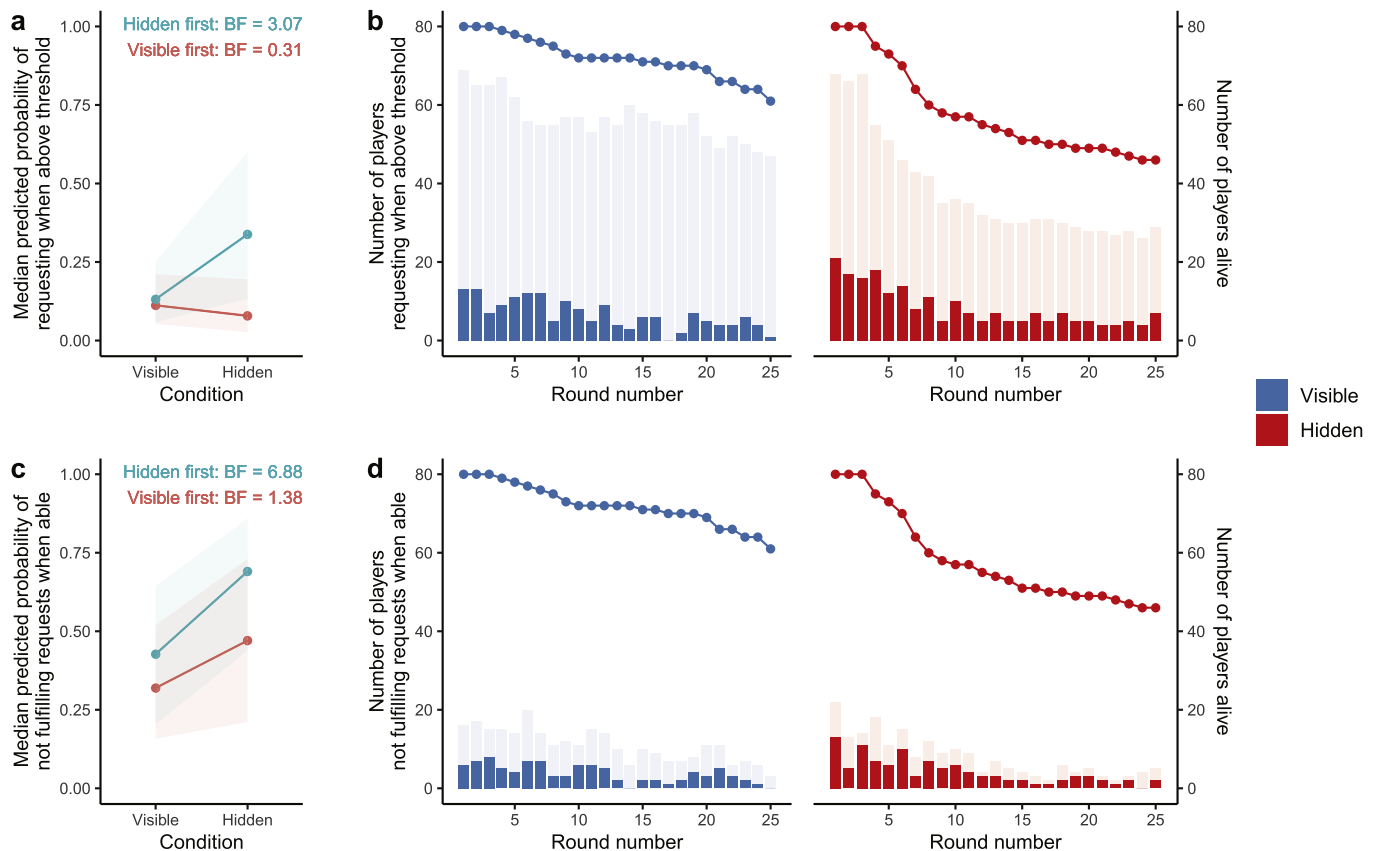 a
Hidden first: BF = 3.07
Visible first: BF = 0.31
Median predicted probability of
requesting when above threshold
1.00
0.75
0.50
0.25
0.00
Visible Hidden
Condition
b
Number of players
requesting when above threshold
80
60
40
20
0
5 10 15 20 25
Round number
5 10 15 20 25
Round number
80
60
40
20
0
Number of players alive
Visible
Hidden
c
Hidden first: BF = 6.88
Visible first: BF = 1.38
Median predicted probability of
not fulfilling requests when able
1.00
0.75
0.50
0.25
0.00
Visible Hidden
Condition
d
Number of players
not fulfilling requests when able
80
60
40
20
0
5 10 15 20 25
Round number
5 10 15 20 25
Round number
80
60
40
20
0
Number of players alive